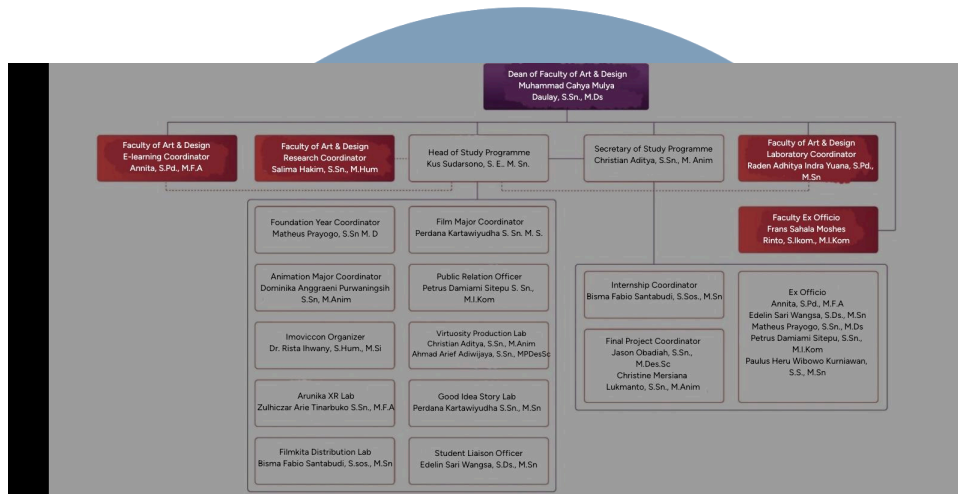 Dean of Faculty of Art & Design
Muhammad Cahya Mulya
Daulay, S.Sn., M.Ds
Faculty of Art & Design
E-learning Coordinator
Annita, S.Pd., M.F.A
Faculty of Art & Design
Research Coordinator
Salima Hakim, S.Sn., M.Hum
Head of Study Programme
Kus Sudarsono, S. E., M. Sn.
Secretary of Study Programme
Christian Aditya, S.Sn., M. Anim
Faculty of Art & Design
Laboratory Coordinator
Raden Adhitya Indra Yuana, S.Pd.,
M.Sn
Faculty Ex Officio
Frans Sahala Moshes
Rinto, S.Ikom., M.I.Kom
Foundation Year Coordinator
Matheus Prayogo, S.Sn M. D
Film Major Coordinator
Perdana Kartawiyudha S. Sn. M. S.
Animation Major Coordinator
Dominika Anggraeni Purwaningsih
S.Sn, M.Anim
Public Relation Officer
Petrus Damiami Sitepu S. Sn.,
M.I.Kom
Imoviccon Organizer
Dr. Rista Ihwany, S.Hum., M.Si
Virtuosity Production Lab
Christian Aditya, S.Sn., M.Anim
Ahmad Arief Adiwijaya, S.Sn., MPDesSc
Arunika XR Lab
Zulhiczar Arie Tinarbuko S.Sn., M.F.A
Good Idea Story Lab
Perdana Kartawiyudha S.Sn., M.Sn
Filmkita Distribution Lab
Bisma Fabio Santabudi, S.sos., M.Sn
Student Liaison Officer
Edelin Sari Wangsa, S.Ds., M.Sn
Internship Coordinator
Bisma Fabio Santabudi, S.Sos., M.Sn
Final Project Coordinator
Jason Obadiah, S.Sn.,
M.Des.Sc
Christine Mersiana
Lukmanto, S.Sn., M.Anim
Ex Officio
Annita, S.Pd., M.F.A
Edelin Sari Wangsa, S.Ds., M.Sn
Matheus Prayogo, S.Sn., M.Ds
Petrus Damiami Sitepu, S.Sn.,
M.I.Kom
Paulus Heru Wibowo Kurniawan,
S.S., M.Sn